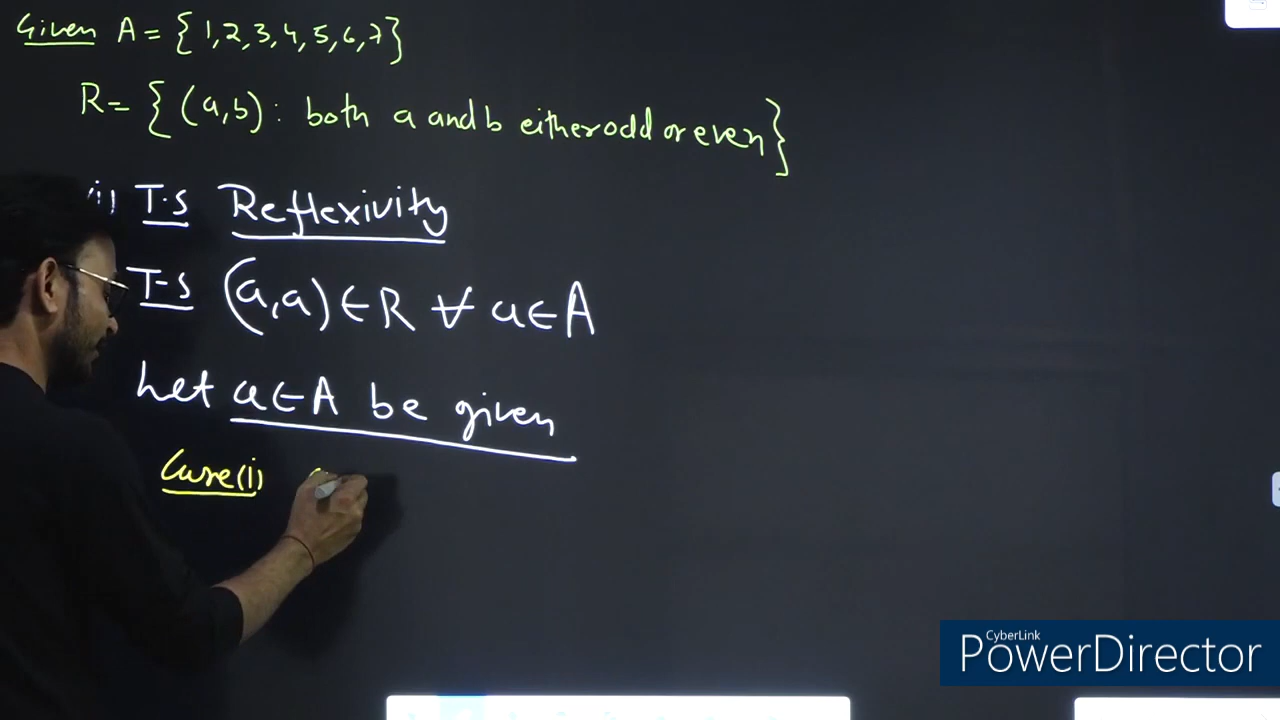 Given A = {1,2,3,4,5,6,7}
R = {(a,b) : both a and b either odd or even}
(i) T.S Reflexivity
T-S (a,a) ∈ R ∀ a ∈ A
Let a ∈ A be given
Case(i)
CyberLink
PowerDirector